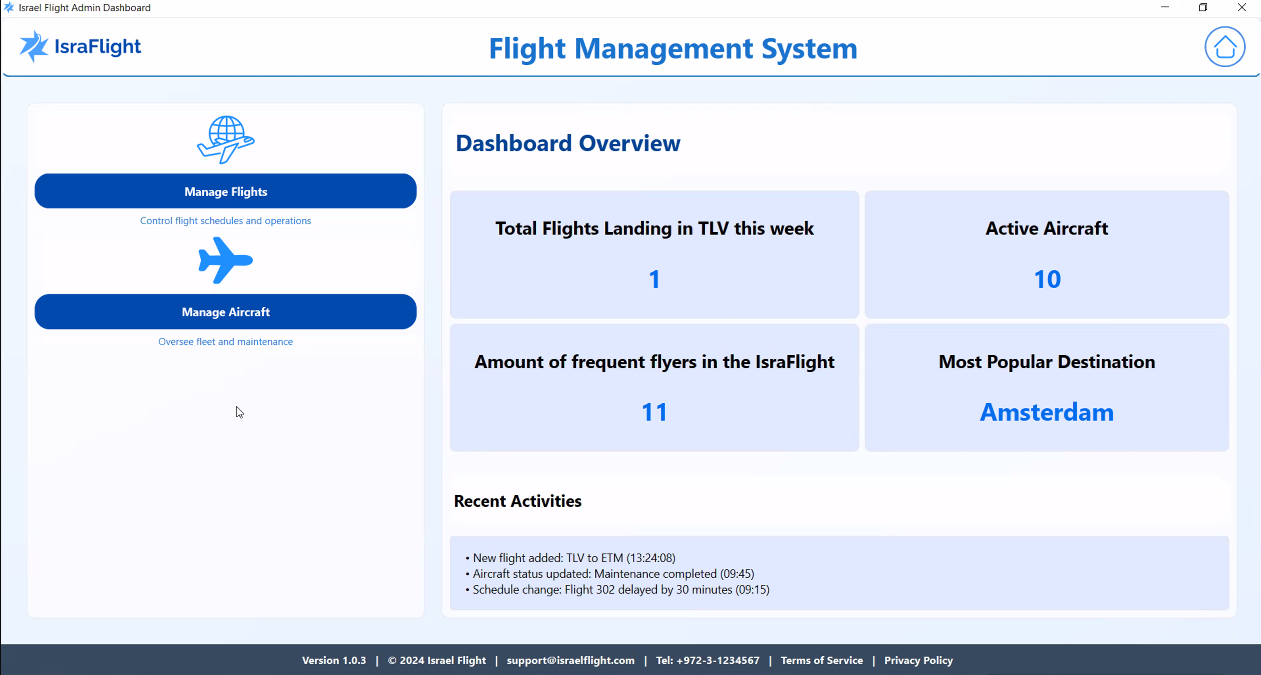 Israel Flight Admin Dashboard
IsraFlight
Flight Management System
Manage Flights
Control flight schedules and operations
Manage Aircraft
Oversee fleet and maintenance
Dashboard Overview
Total Flights Landing in TLV this week
1
Active Aircraft
10
Amount of frequent flyers in the IsraFlight
11
Most Popular Destination
Amsterdam
Recent Activities
• New flight added: TLV to ETM (13:24:08)
• Aircraft status updated: Maintenance completed (09:45)
• Schedule change: Flight 302 delayed by 30 minutes (09:15)
Version 1.0.3 | © 2024 Israel Flight | support@israelflight.com | Tel: +972-3-1234567 | Terms of Service | Privacy Policy